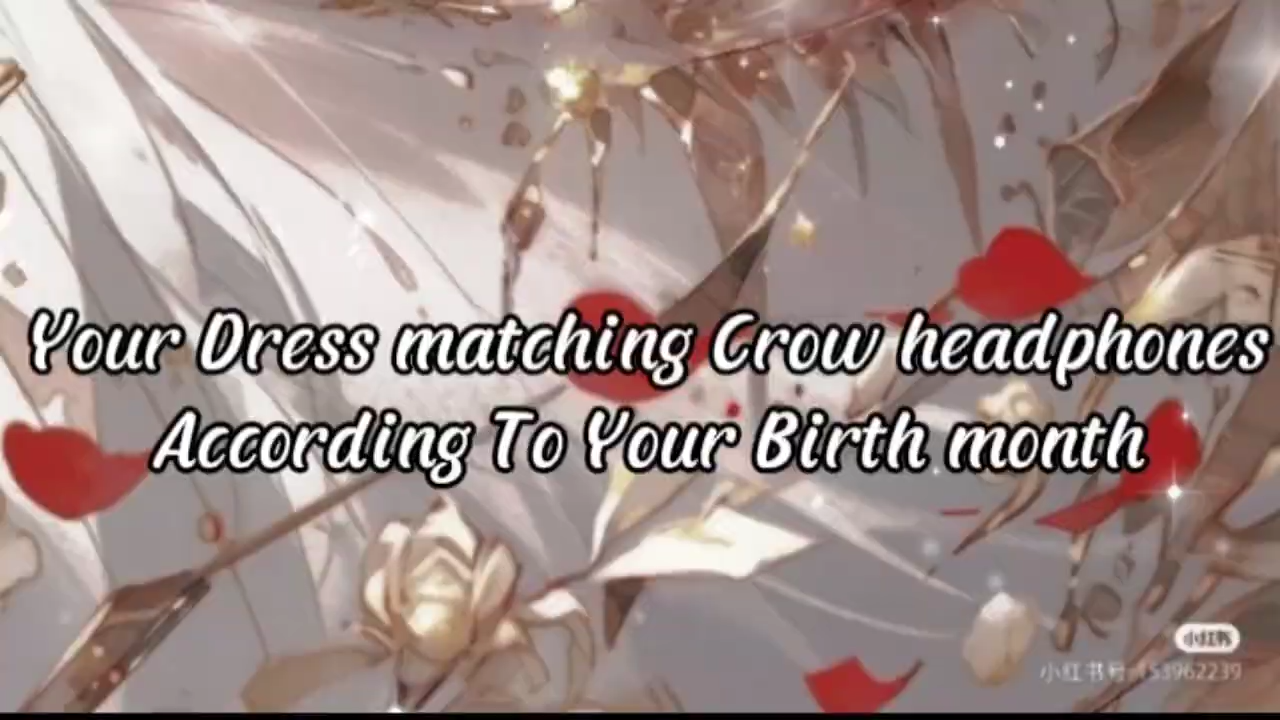 Your Dress matching Crow headphones
According To Your Birth month
小红书
小红书号:153962239